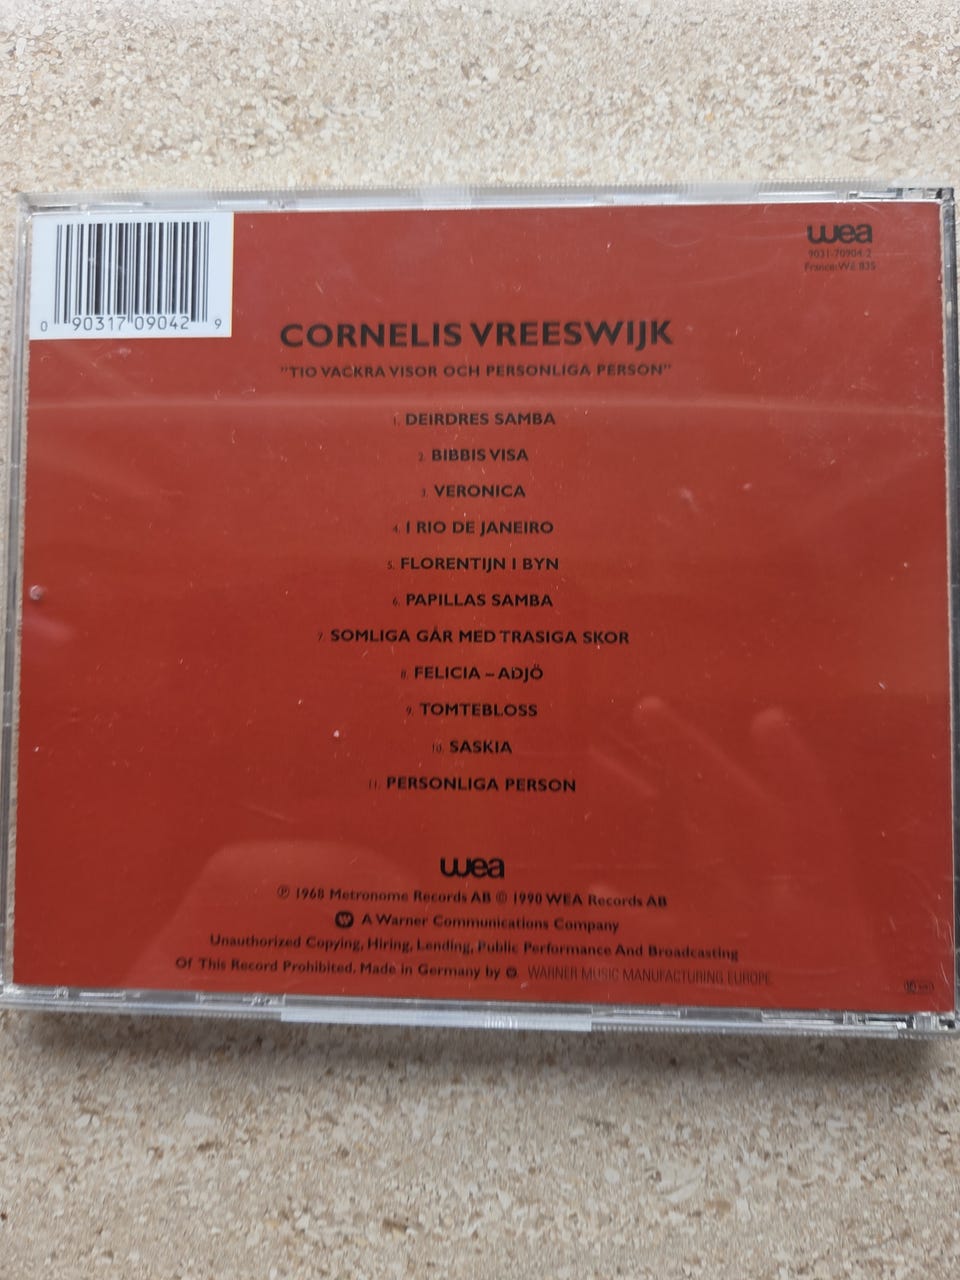 0 90317 09042 9
wea
9031-70904-2
France: WE 835
CORNELIS VREESWIJK
"TIO VACKRA VISOR OCH PERSONLIGA PERSON"
1. DEIRDRES SAMBA
2. BIBBIS VISA
3. VERONICA
4. I RIO DE JANEIRO
5. FLORENTIJN I BYN
6. PAPILLAS SAMBA
7. SOMLIGA GÅR MED TRASIGA SKOR
8. FELICIA – ADJÖ
9. TOMTEBLOSS
10. SASKIA
11. PERSONLIGA PERSON
wea
℗ 1968 Metronome Records AB © 1990 WEA Records AB
A Warner Communications Company
Unauthorized Copying, Hiring, Lending, Public Performance And Broadcasting
Of This Record Prohibited. Made in Germany by WARNER MUSIC MANUFACTURING EUROPE